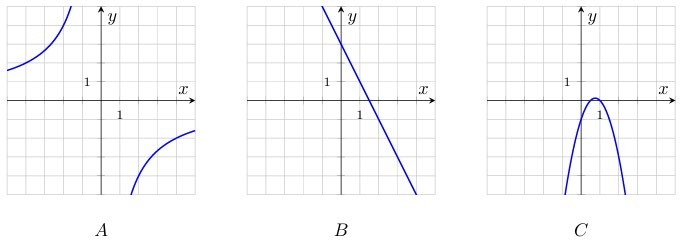 y y y
1 1 1
x x x
1 1 1
A B C